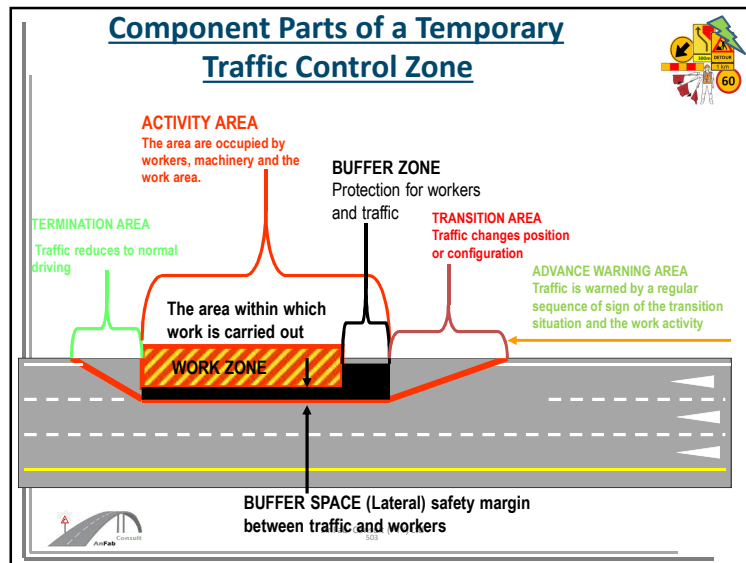 Component Parts of a Temporary
Traffic Control Zone
300m
DETOUR
1 km
60
ACTIVITY AREA
The area are occupied by
workers, machinery and the
work area.
BUFFER ZONE
Protection for workers
and traffic
TERMINATION AREA
Traffic reduces to normal
driving
TRANSITION AREA
Traffic changes position
or configuration
ADVANCE WARNING AREA
Traffic is warned by a regular
sequence of sign of the transition
situation and the work activity
The area within which
work is carried out
WORK ZONE
BUFFER SPACE (Lateral) safety margin
between traffic and workers
503
AnFab Consult